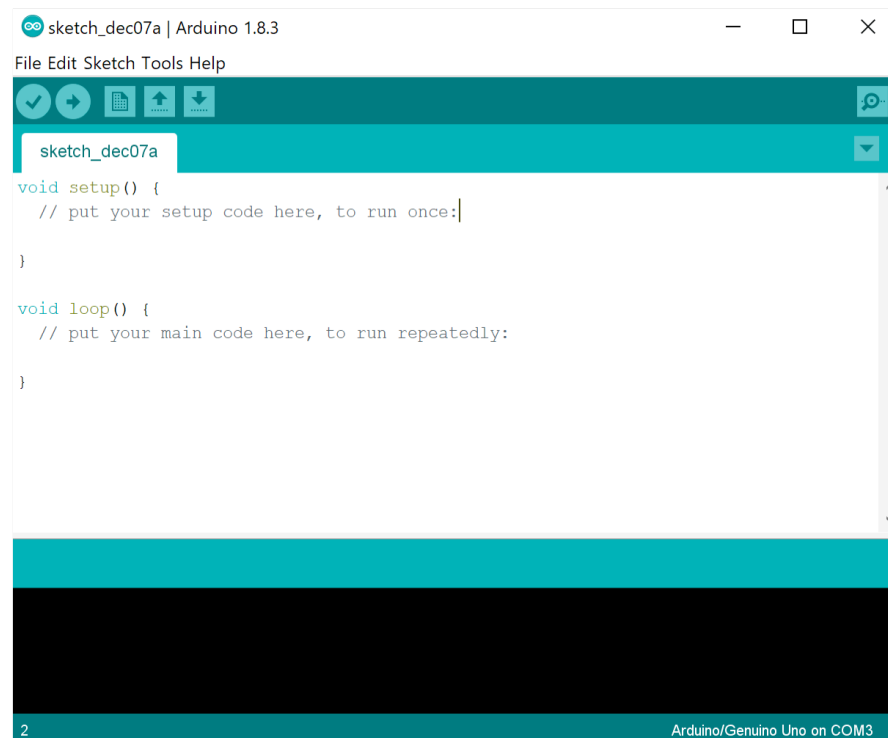 sketch_dec07a | Arduino 1.8.3
File Edit Sketch Tools Help
sketch_dec07a
void setup() {
  // put your setup code here, to run once:

}

void loop() {
  // put your main code here, to run repeatedly:

}
2 Arduino/Genuino Uno on COM3